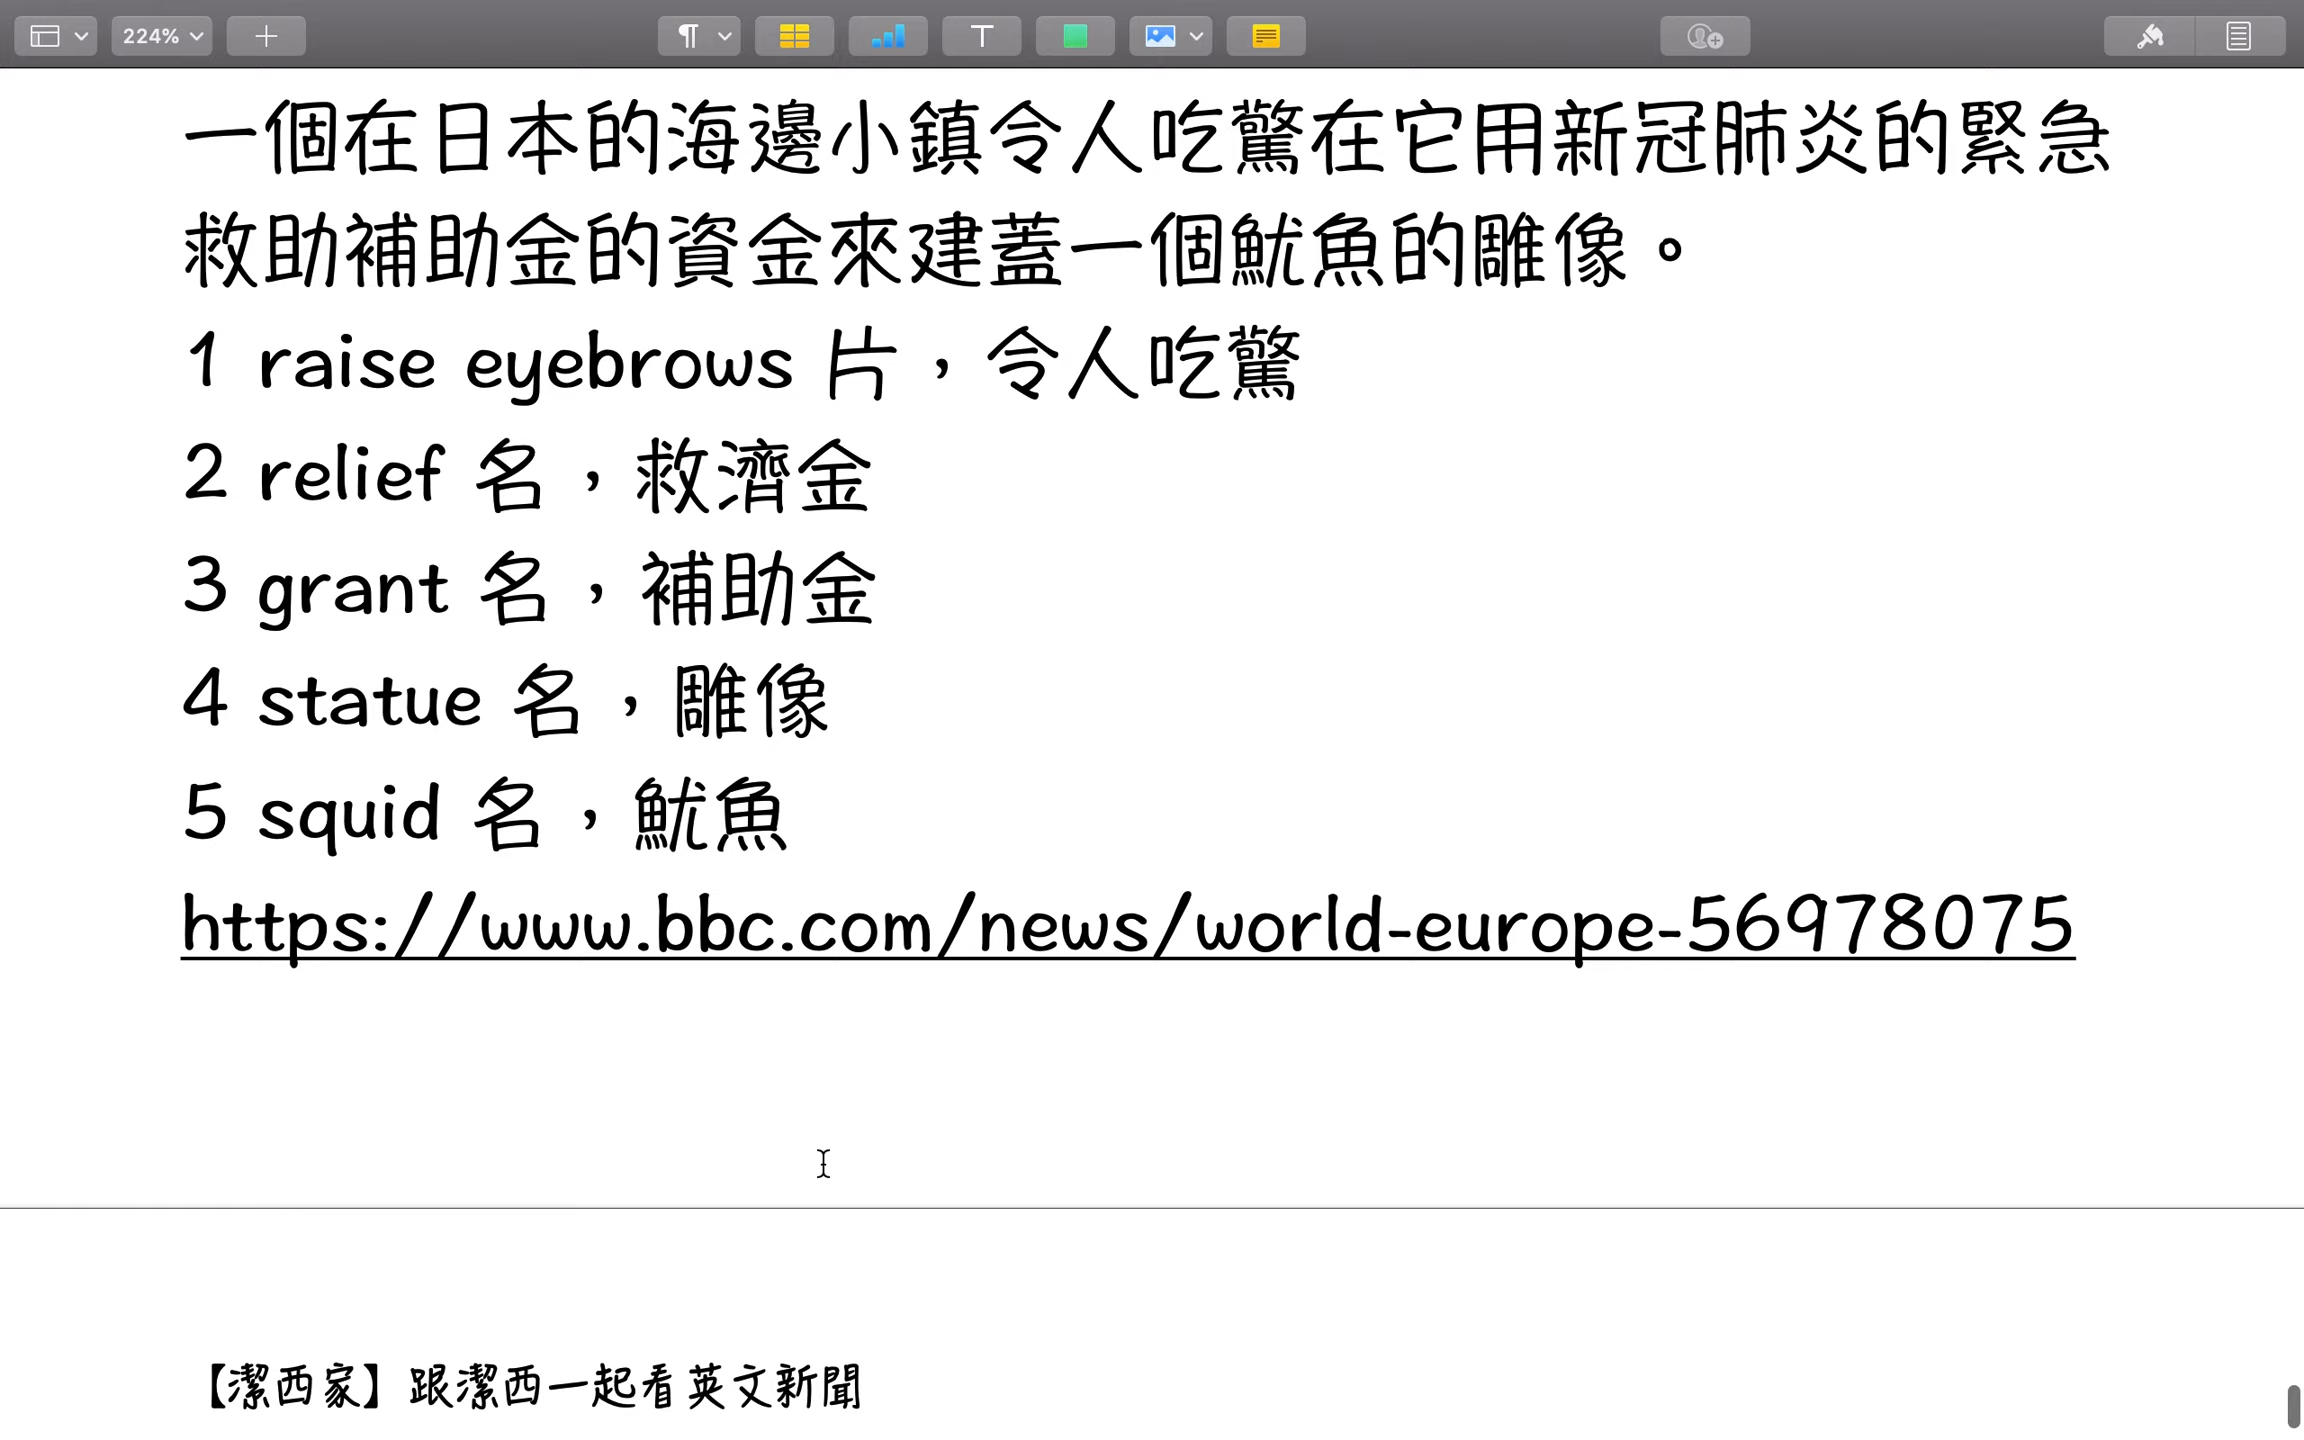 224%
一個在日本的海邊小鎮令人吃驚在它用新冠肺炎的緊急
救助補助金的資金來建蓋一個魷魚的雕像。
1 raise eyebrows 片，令人吃驚
2 relief 名，救濟金
3 grant 名，補助金
4 statue 名，雕像
5 squid 名，魷魚
https://www.bbc.com/news/world-europe-56978075
【潔西家】跟潔西一起看英文新聞